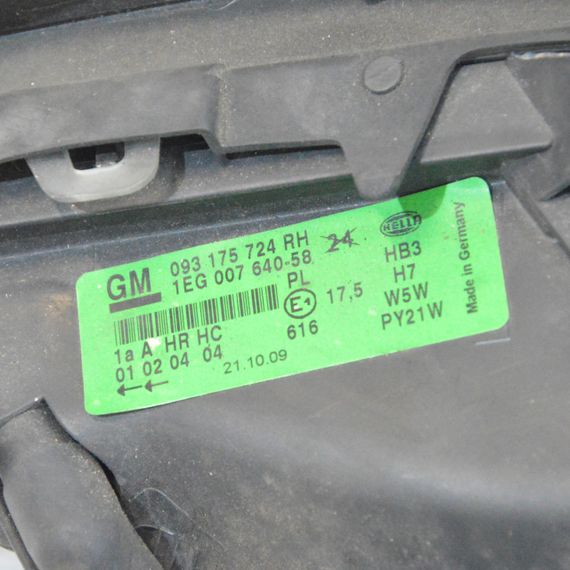 GM 093 175 724 RH 24 HELLA
1EG 007 640-58
PL
E1 17,5
616
HB3
H7
W5W
PY21W
Made in Germany
1a A HR HC
01 02 04 04
21.10.09